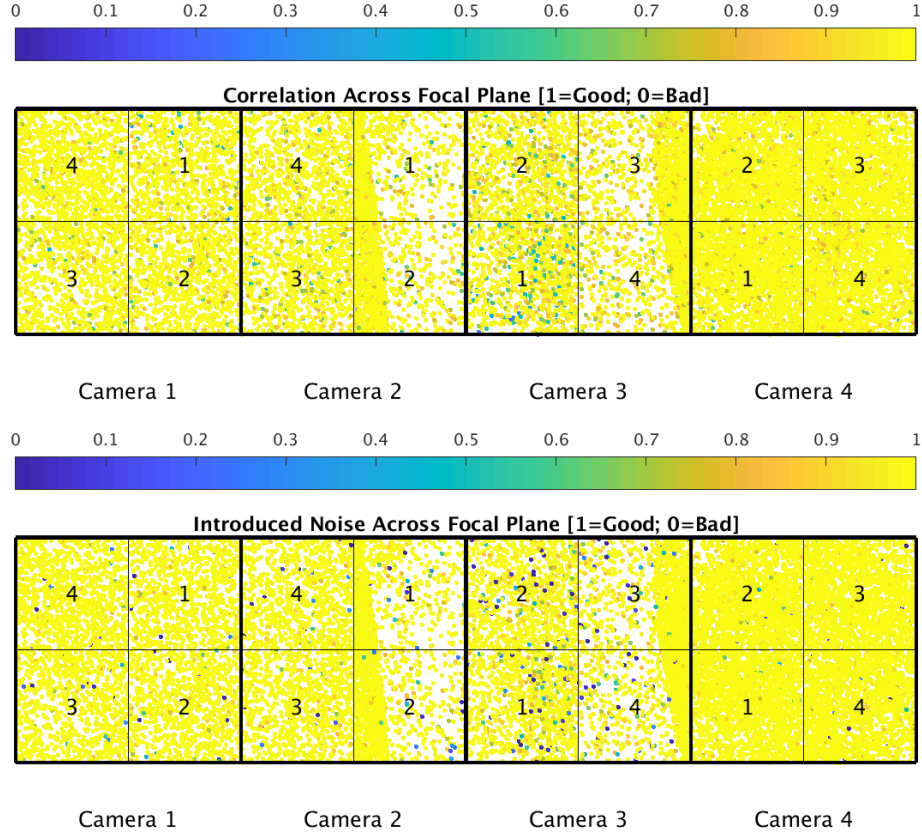 0 0.1 0.2 0.3 0.4 0.5 0.6 0.7 0.8 0.9 1
Correlation Across Focal Plane [1=Good; 0=Bad]
4 1 4 1 2 3 2 3
3 2 3 2 1 4 1 4
Camera 1 Camera 2 Camera 3 Camera 4
0 0.1 0.2 0.3 0.4 0.5 0.6 0.7 0.8 0.9 1
Introduced Noise Across Focal Plane [1=Good; 0=Bad]
4 1 4 1 2 3 2 3
3 2 3 2 1 4 1 4
Camera 1 Camera 2 Camera 3 Camera 4